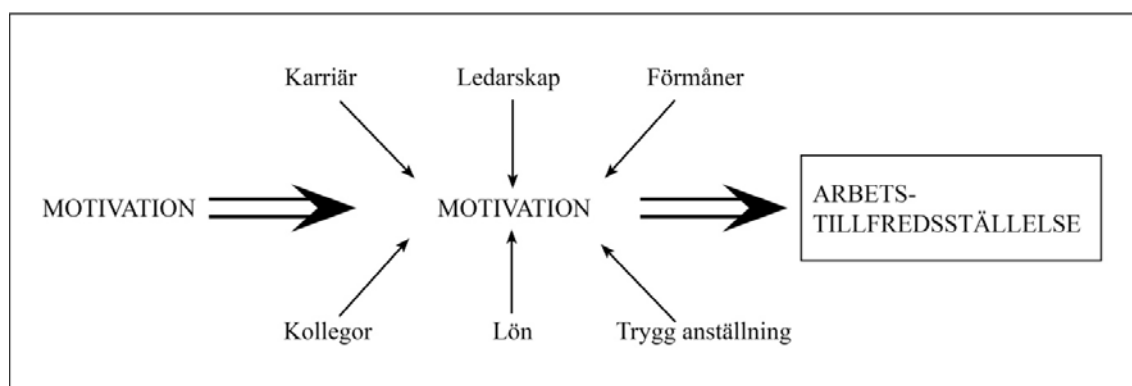 Karriär
Ledarskap
Förmåner
MOTIVATION
MOTIVATION
ARBETS-
TILLFREDSSTÄLLELSE
Kollegor
Lön
Trygg anställning